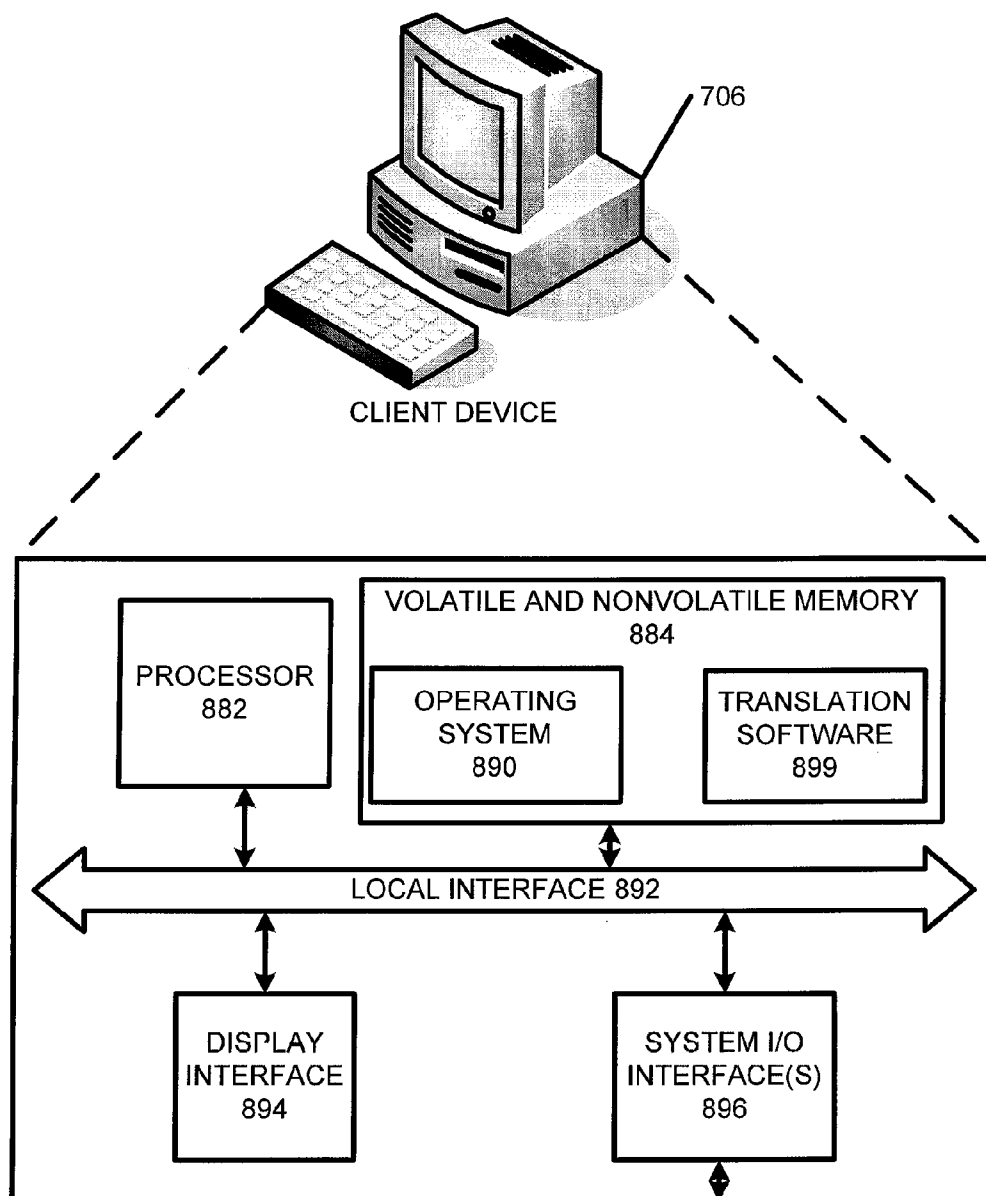 706
CLIENT DEVICE
VOLATILE AND NONVOLATILE MEMORY
884
PROCESSOR
882
OPERATING
SYSTEM
890
TRANSLATION
SOFTWARE
899
LOCAL INTERFACE 892
DISPLAY
INTERFACE
894
SYSTEM I/O
INTERFACE(S)
896